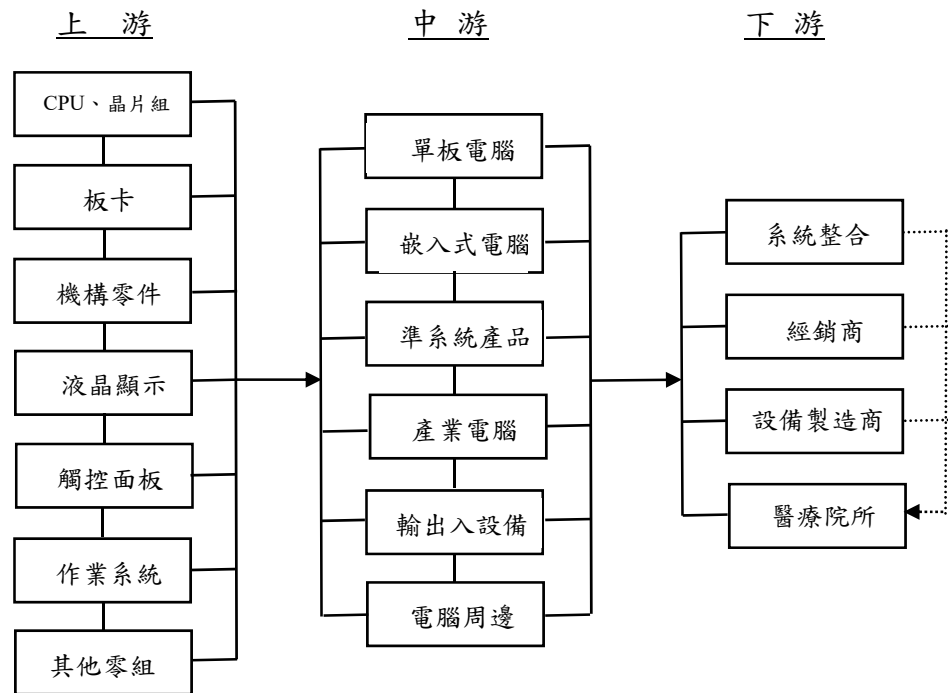 上 游
中 游
下 游
CPU、晶片組
板卡
機構零件
液晶顯示
觸控面板
作業系統
其他零組
單板電腦
嵌入式電腦
準系統產品
產業電腦
輸出入設備
電腦周邊
系統整合
經銷商
設備製造商
醫療院所